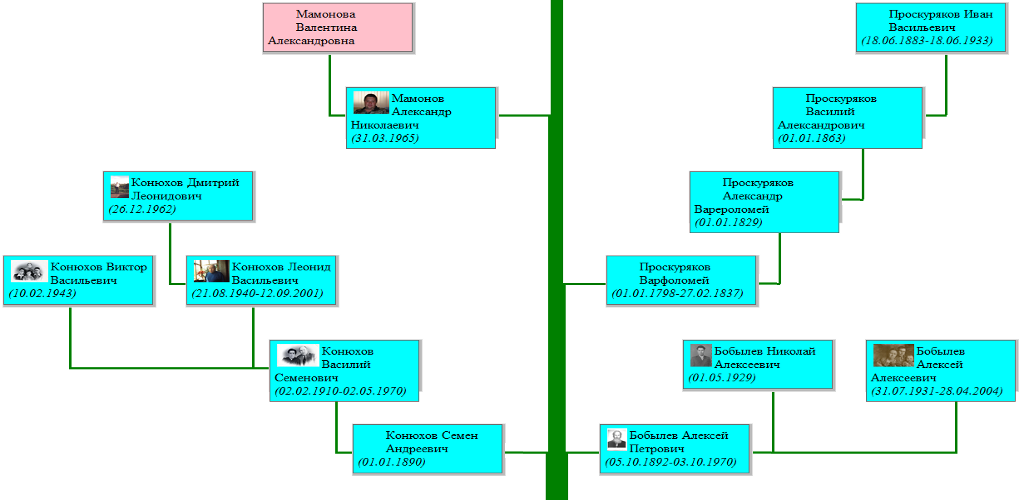 Мамонова
Валентина
Александровна
Проскуряков Иван
Васильевич
(18.06.1883-18.06.1933)
Мамонов
Александр
Николаевич
(31.03.1965)
Проскуряков
Василий
Александрович
(01.01.1863)
Конюхов Дмитрий
Леонидович
(26.12.1962)
Проскуряков
Александр
Варероломей
(01.01.1829)
Конюхов Виктор
Васильевич
(10.02.1943)
Конюхов Леонид
Васильевич
(21.08.1940-12.09.2001)
Проскуряков
Варфоломей
(01.01.1798-27.02.1837)
Конюхов
Василий
Семенович
(02.02.1910-02.05.1970)
Бобылев Николай
Алексеевич
(01.05.1929)
Бобылев
Алексей
Алексеевич
(31.07.1931-28.04.2004)
Конюхов Семен
Андреевич
(01.01.1890)
Бобылев Алексей
Петрович
(05.10.1892-03.10.1970)